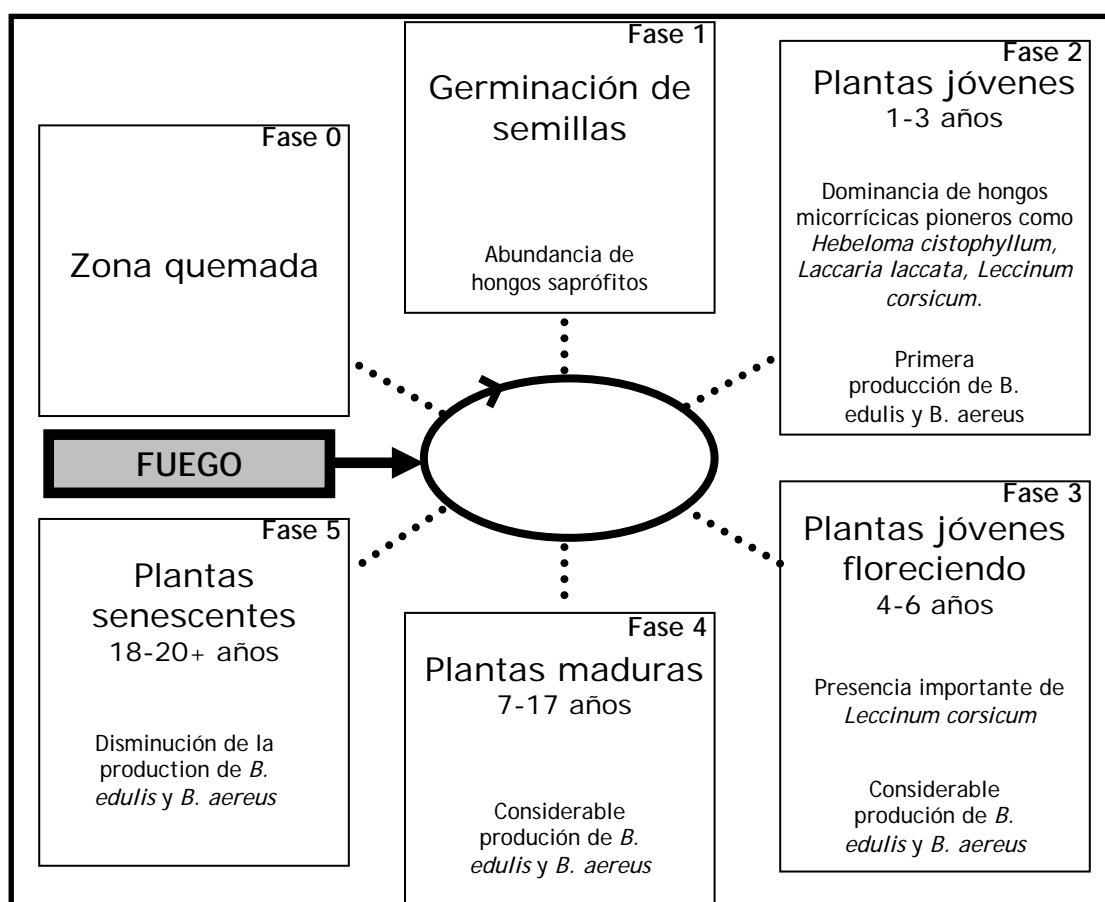 Fase 0
Zona quemada
Fase 1
Germinación de
semillas
Abundancia de
hongos saprófitos
Fase 2
Plantas jóvenes
1-3 años
Dominancia de hongos
micorrícicas pioneros como
Hebeloma cistophyllum,
Laccaria laccata, Leccinum
corsicum.
Primera
producción de B.
edulis y B. aereus
FUEGO
Fase 3
Plantas jóvenes
floreciendo
4-6 años
Presencia importante de
Leccinum corsicum
Considerable
produción de B.
edulis y B. aereus
Fase 4
Plantas maduras
7-17 años
Considerable
produción de B.
edulis y B. aereus
Fase 5
Plantas
senescentes
18-20+ años
Disminución de la
production de B.
edulis y B. aereus